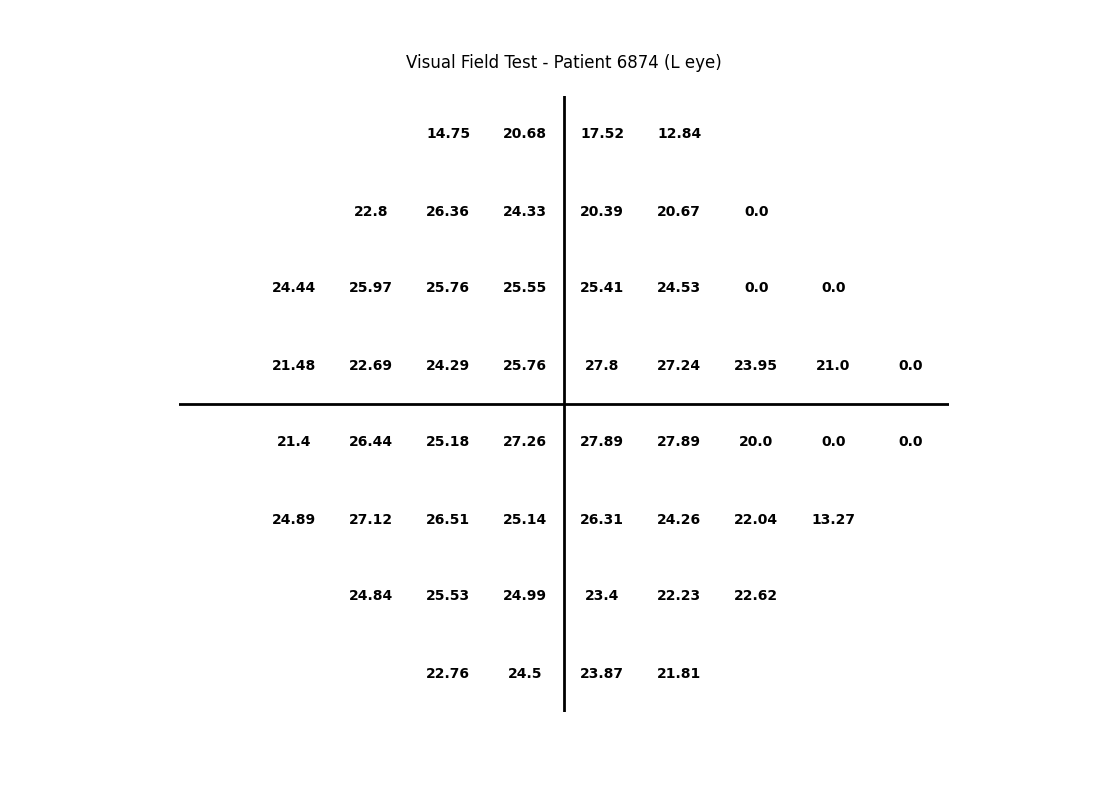 Visual Field Test - Patient 6874 (L eye)
14.75 20.68 17.52 12.84
22.8 26.36 24.33 20.39 20.67 0.0
24.44 25.97 25.76 25.55 25.41 24.53 0.0 0.0
21.48 22.69 24.29 25.76 27.8 27.24 23.95 21.0 0.0
21.4 26.44 25.18 27.26 27.89 27.89 20.0 0.0 0.0
24.89 27.12 26.51 25.14 26.31 24.26 22.04 13.27
24.84 25.53 24.99 23.4 22.23 22.62
22.76 24.5 23.87 21.81